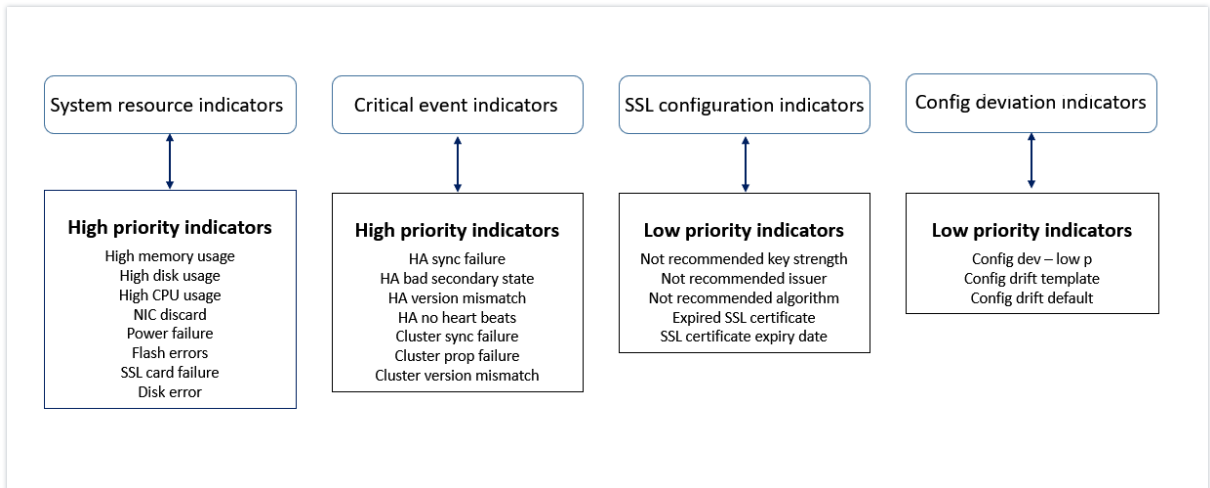 System resource indicators
High priority indicators
High memory usage
High disk usage
High CPU usage
NIC discard
Power failure
Flash errors
SSL card failure
Disk error
Critical event indicators
High priority indicators
HA sync failure
HA bad secondary state
HA version mismatch
HA no heart beats
Cluster sync failure
Cluster prop failure
Cluster version mismatch
SSL configuration indicators
Low priority indicators
Not recommended key strength
Not recommended issuer
Not recommended algorithm
Expired SSL certificate
SSL certificate expiry date
Config deviation indicators
Low priority indicators
Config dev – low p
Config drift template
Config drift default